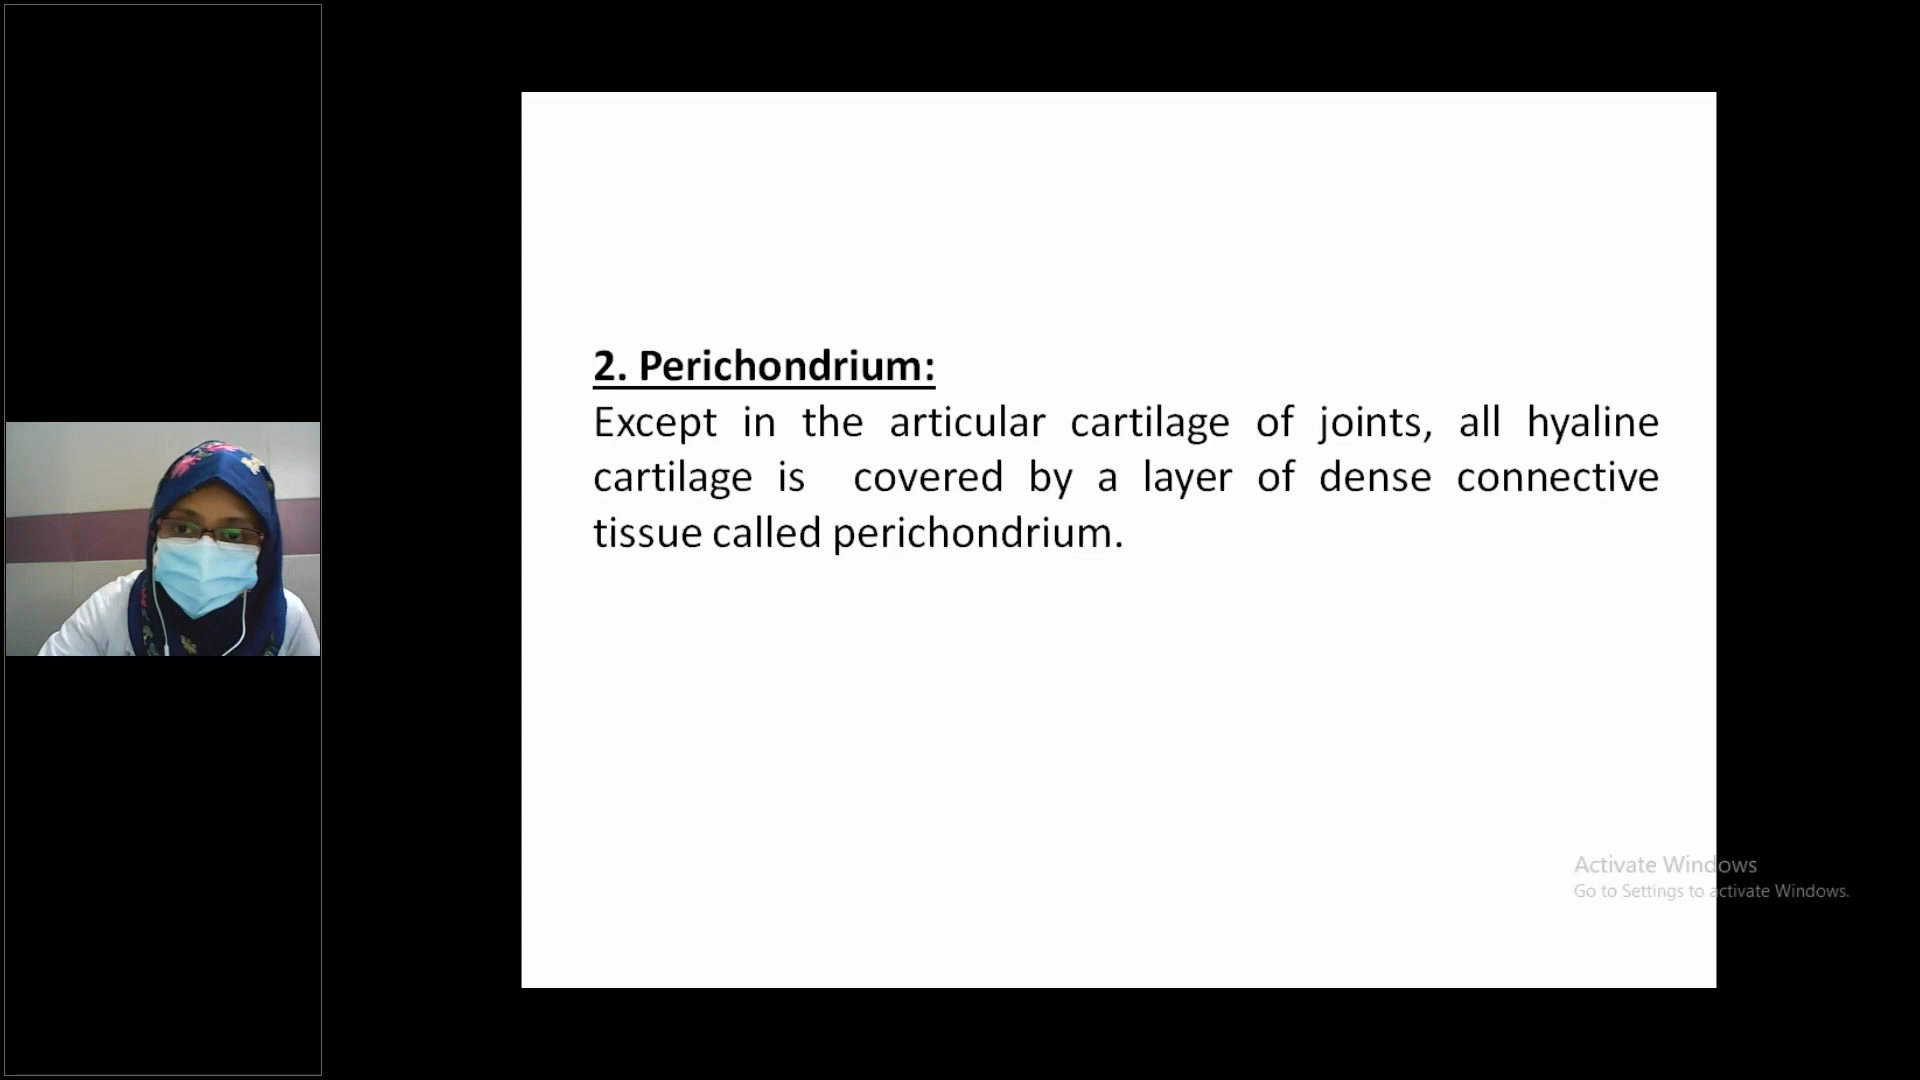 2. Perichondrium:
Except in the articular cartilage of joints, all hyaline
cartilage is covered by a layer of dense connective
tissue called perichondrium.
Activate Windows
Go to Settings to activate Windows.